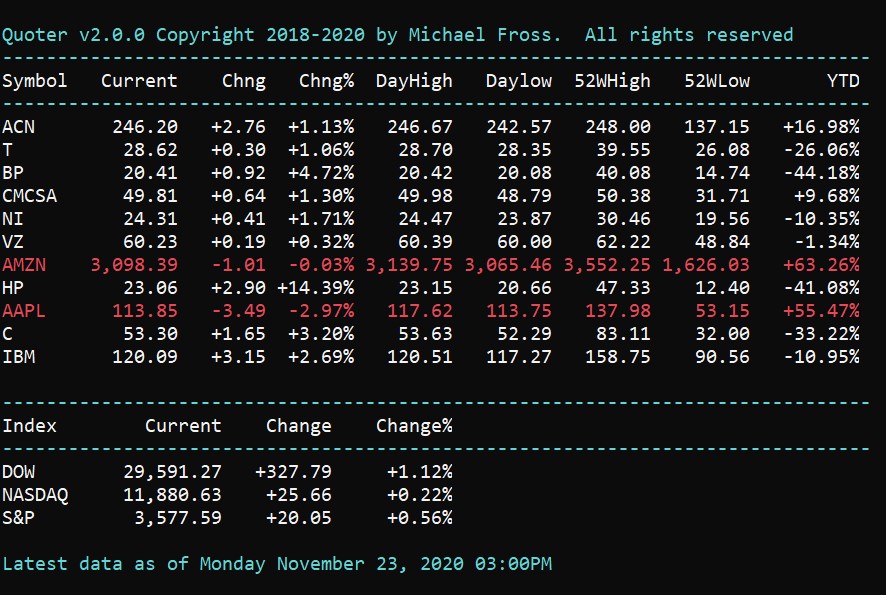 Quoter v2.0.0 Copyright 2018-2020 by Michael Fross.  All rights reserved
-------------------------------------------------------------------------------
Symbol   Current    Chng   Chng%  DayHigh   Daylow  52WHigh   52WLow       YTD
-------------------------------------------------------------------------------
ACN       246.20   +2.76  +1.13%   246.67   242.57   248.00   137.15   +16.98%
T          28.62   +0.30  +1.06%    28.70    28.35    39.55    26.08   -26.06%
BP         20.41   +0.92  +4.72%    20.42    20.08    40.08    14.74   -44.18%
CMCSA      49.81   +0.64  +1.30%    49.98    48.79    50.38    31.71    +9.68%
NI         24.31   +0.41  +1.71%    24.47    23.87    30.46    19.56   -10.35%
VZ         60.23   +0.19  +0.32%    60.39    60.00    62.22    48.84    -1.34%
AMZN    3,098.39   -1.01  -0.03% 3,139.75 3,065.46 3,552.25 1,626.03   +63.26%
HP         23.06   +2.90 +14.39%    23.15    20.66    47.33    12.40   -41.08%
AAPL      113.85   -3.49  -2.97%   117.62   113.75   137.98    53.15   +55.47%
C          53.30   +1.65  +3.20%    53.63    52.29    83.11    32.00   -33.22%
IBM       120.09   +3.15  +2.69%   120.51   117.27   158.75    90.56   -10.95%
-------------------------------------------------------------------------------
Index        Current    Change    Change%
-------------------------------------------------------------------------------
DOW        29,591.27   +327.79     +1.12%
NASDAQ     11,880.63    +25.66     +0.22%
S&P         3,577.59    +20.05     +0.56%
Latest data as of Monday November 23, 2020 03:00PM